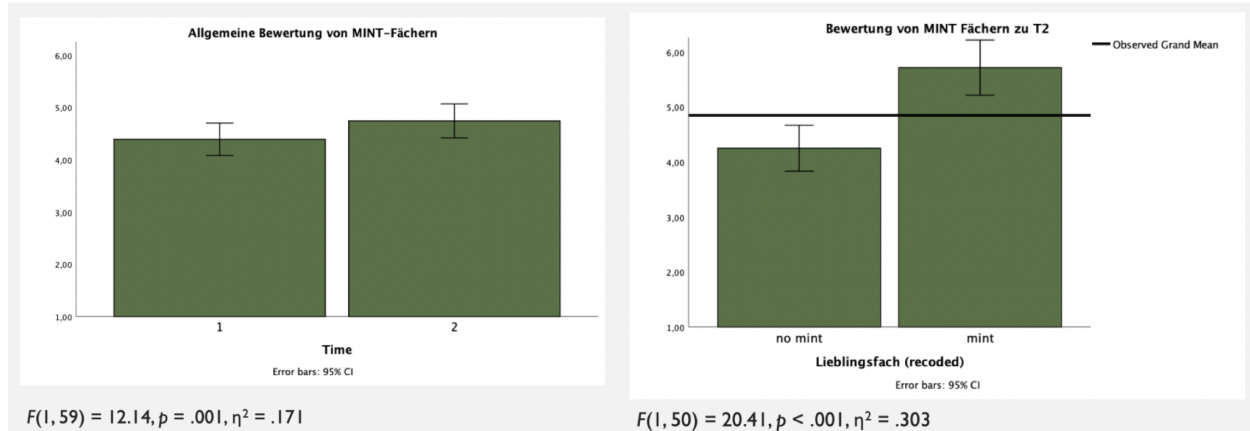 Allgemeine Bewertung von MINT-Fächern
6,00
5,00
4,00
3,00
2,00
1,00
1
2
Time
Error bars: 95% CI
F(1, 59) = 12.14, p = .001, η² = .171
Bewertung von MINT Fächern zu T2
Observed Grand Mean
6,00
5,00
4,00
3,00
2,00
1,00
no mint
mint
Lieblingsfach (recoded)
Error bars: 95% CI
F(1, 50) = 20.41, p < .001, η² = .303